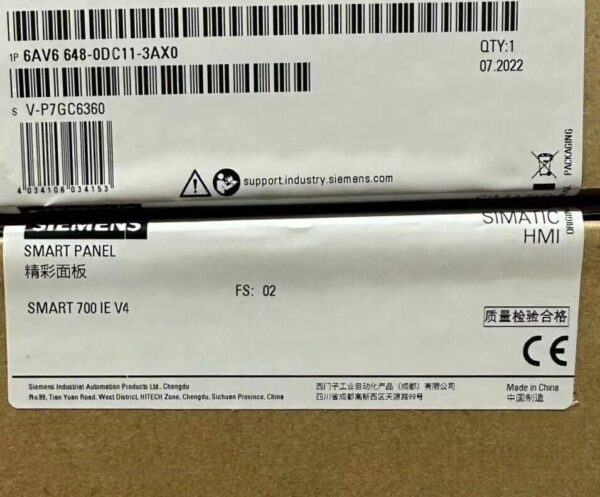 1P 6AV6 648-0DC11-3AX0
QTY:1
07.2022
S V-P7GC6360
4 034106 034153
support.industry.siemens.com
PACKAGING
SIEMENS
SIMATIC
HMI
SMART PANEL
精彩面板
FS: 02
SMART 700 IE V4
质量检验合格
CE
Siemens Industrial Automation Products Ltd., Chengdu
No.99, Tian Yuan Road, West District, HITECH Zone, Chengdu, Sichuan Province, China
西门子工业自动化产品（成都）有限公司
四川省成都高新西区天源路99号
Made in China
中国制造